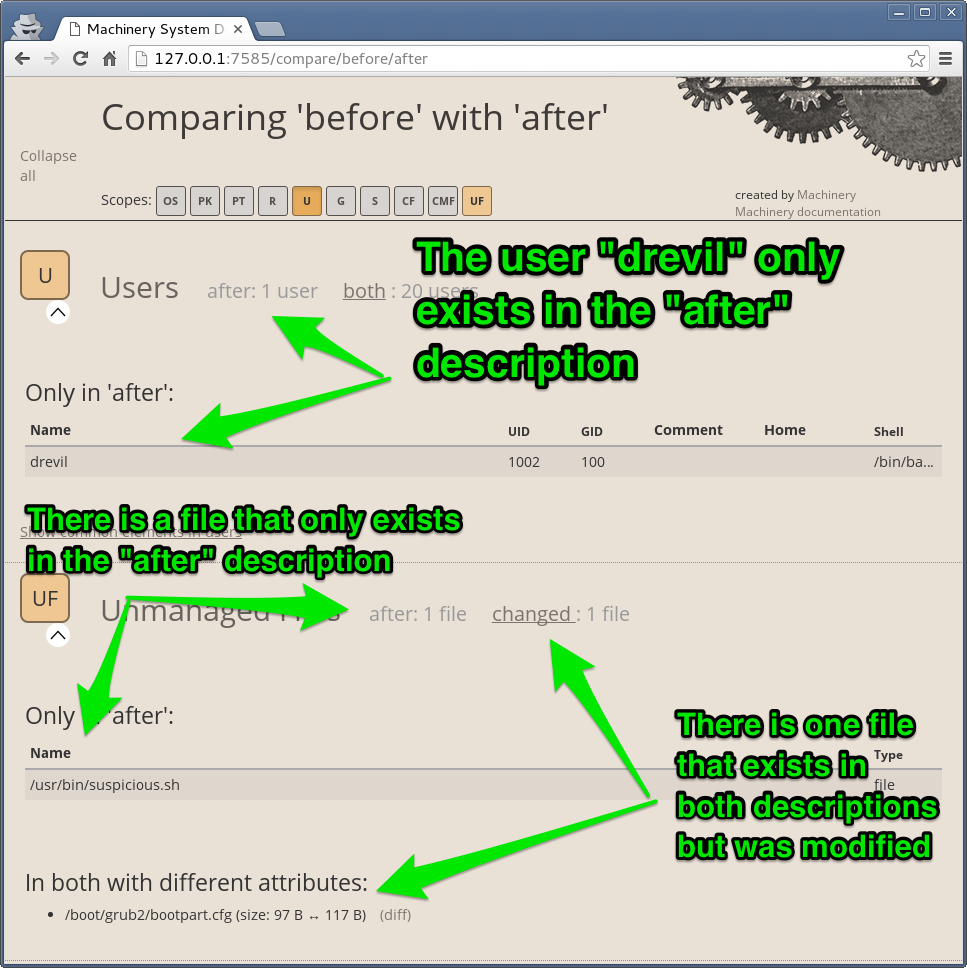 Machinery System D
127.0.0.1:7585/compare/before/after
Comparing 'before' with 'after'
Collapse
all
Scopes: OS PK PT R U G S CF CMF UF
created by Machinery
Machinery documentation
The user "drevil" only
exists in the "after"
description
U
Users after: 1 user both : 20 users
Only in 'after':
Name UID GID Comment Home Shell
drevil 1002 100 /bin/ba...
There is a file that only exists
in the "after" description
Show common elements in users
UF
Unmanaged Files after: 1 file changed : 1 file
Only in 'after':
Name Type
/usr/bin/suspicious.sh file
There is one file
that exists in
both descriptions
but was modified
In both with different attributes:
• /boot/grub2/bootpart.cfg (size: 97 B ↔ 117 B) (diff)